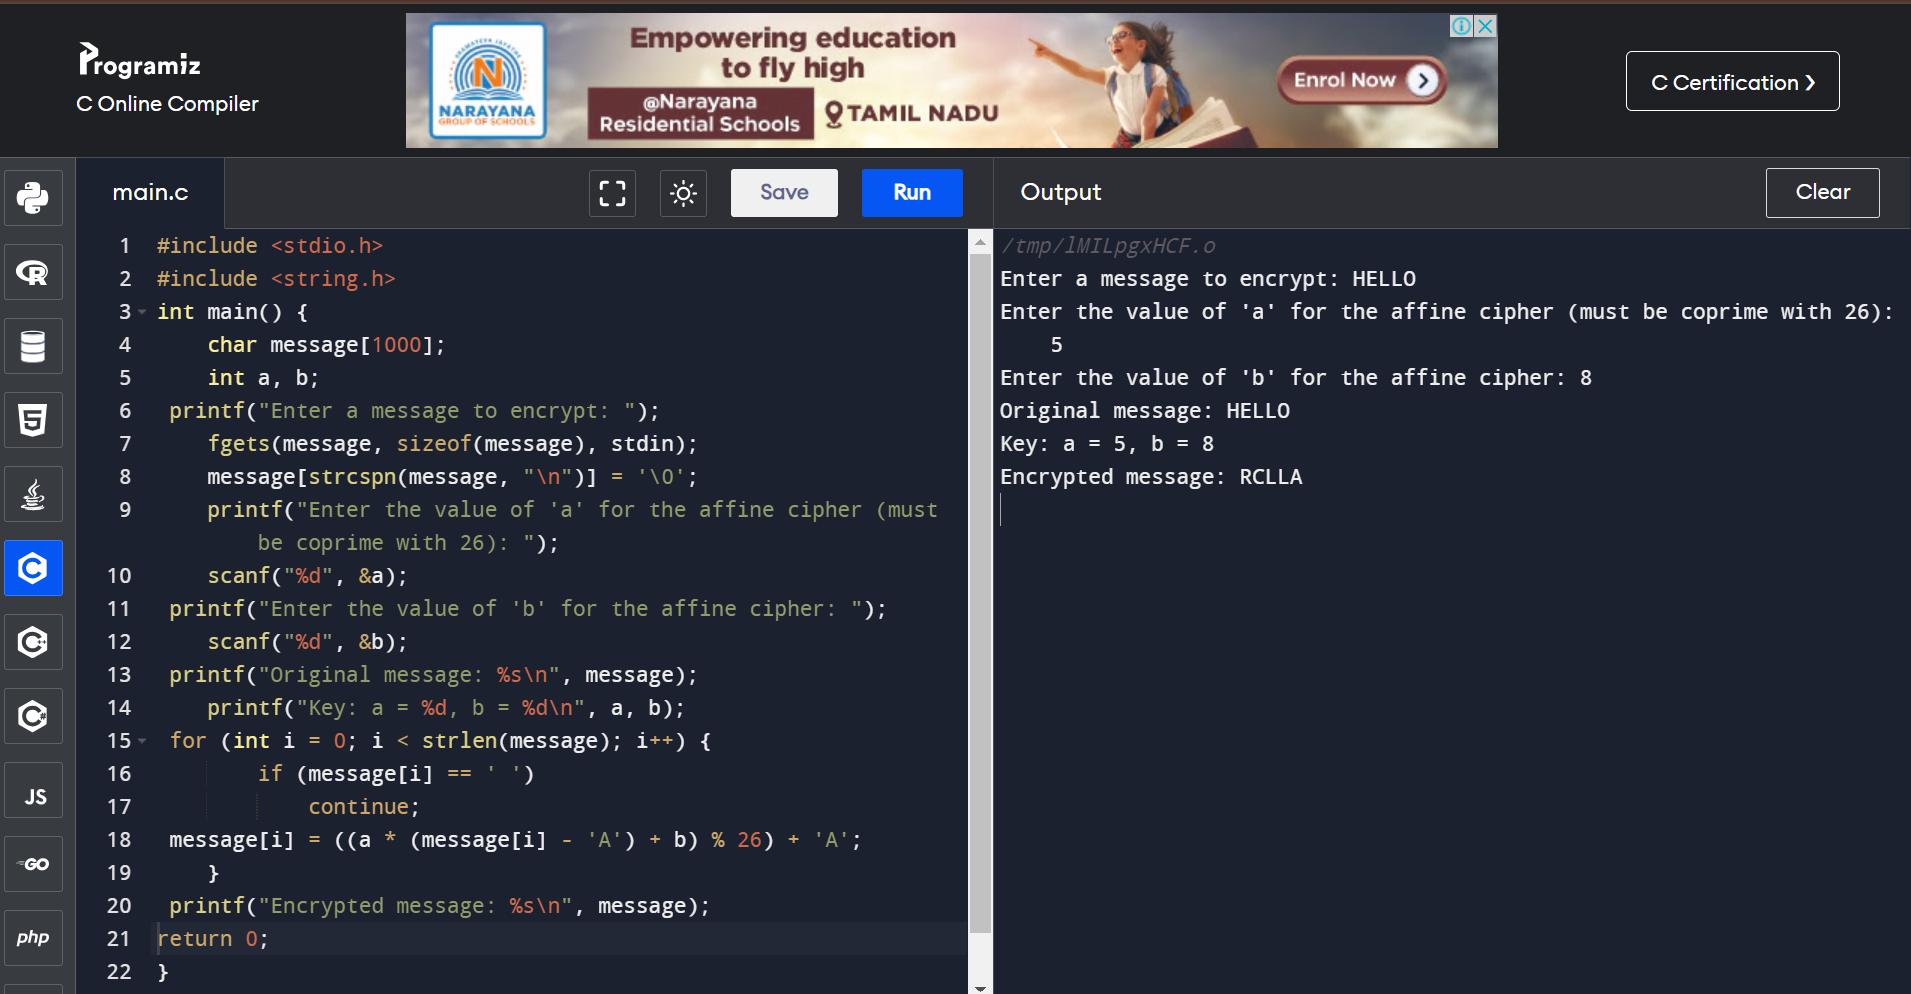 Programiz
C Online Compiler
NARAYANA
GROUP OF SCHOOLS
Empowering education
to fly high
@Narayana
Residential Schools
TAMIL NADU
Enrol Now
C Certification
main.c
Save
Run
Output
Clear
1 #include <stdio.h>
2 #include <string.h>
3 int main() {
4     char message[1000];
5     int a, b;
6  printf("Enter a message to encrypt: ");
7     fgets(message, sizeof(message), stdin);
8     message[strcspn(message, "\n")] = '\0';
9     printf("Enter the value of 'a' for the affine cipher (must
be coprime with 26): ");
10     scanf("%d", &a);
11  printf("Enter the value of 'b' for the affine cipher: ");
12     scanf("%d", &b);
13  printf("Original message: %s\n", message);
14     printf("Key: a = %d, b = %d\n", a, b);
15  for (int i = 0; i < strlen(message); i++) {
16         if (message[i] == ' ')
17             continue;
18  message[i] = ((a * (message[i] - 'A') + b) % 26) + 'A';
19     }
20  printf("Encrypted message: %s\n", message);
21 return 0;
22 }
/tmp/lMILpgxHCF.o
Enter a message to encrypt: HELLO
Enter the value of 'a' for the affine cipher (must be coprime with 26):
5
Enter the value of 'b' for the affine cipher: 8
Original message: HELLO
Key: a = 5, b = 8
Encrypted message: RCLLA
R
5
C
C
C
JS
GO
php